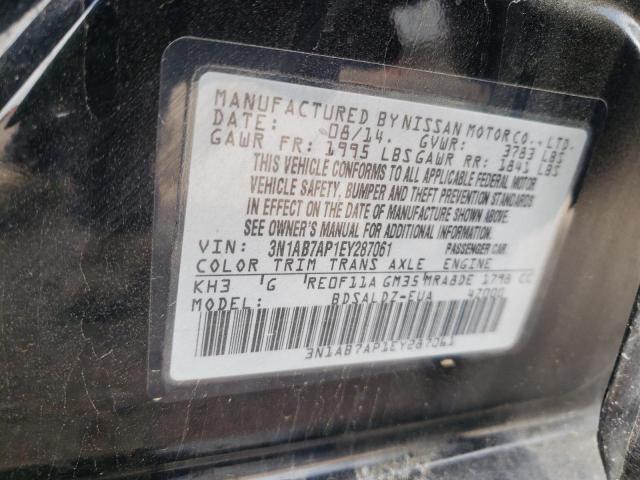 MANUFACTURED BY NISSAN MOTOR CO., LTD.
DATE: 08/14. GVWR: 3783 LBS
GAWR FR: 1995 LBS GAWR RR: 1841 LBS
THIS VEHICLE CONFORMS TO ALL APPLICABLE FEDERAL MOTOR
VEHICLE SAFETY, BUMPER AND THEFT PREVENTION STANDARDS
IN EFFECT ON THE DATE OF MANUFACTURE SHOWN ABOVE.
SEE OWNER'S MANUAL FOR ADDITIONAL INFORMATION
VIN: 3N1AB7AP1EY287061 PASSENGER CAR.
COLOR TRIM TRANS AXLE ENGINE
KH3 G RE0F11A GM35 MRA8DE 1798 CC
MODEL: BDSALDZ-EUA
3N1AB7AP1EY287061